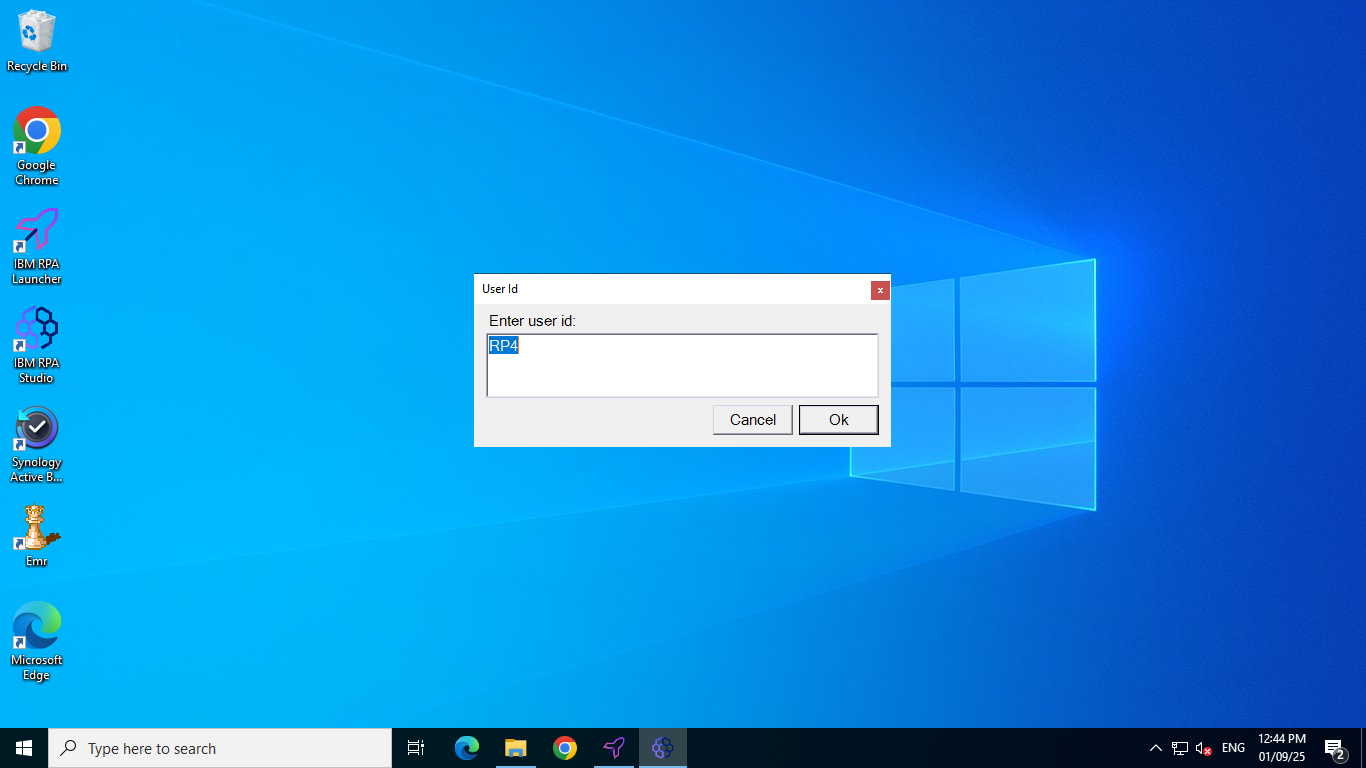 Recycle Bin
Google
Chrome
IBM RPA
Launcher
IBM RPA
Studio
Synology
Active B...
Emr
Microsoft
Edge
User Id
x
Enter user id:
RP4
Cancel
Ok
Type here to search
ENG
12:44 PM
01/09/25
2